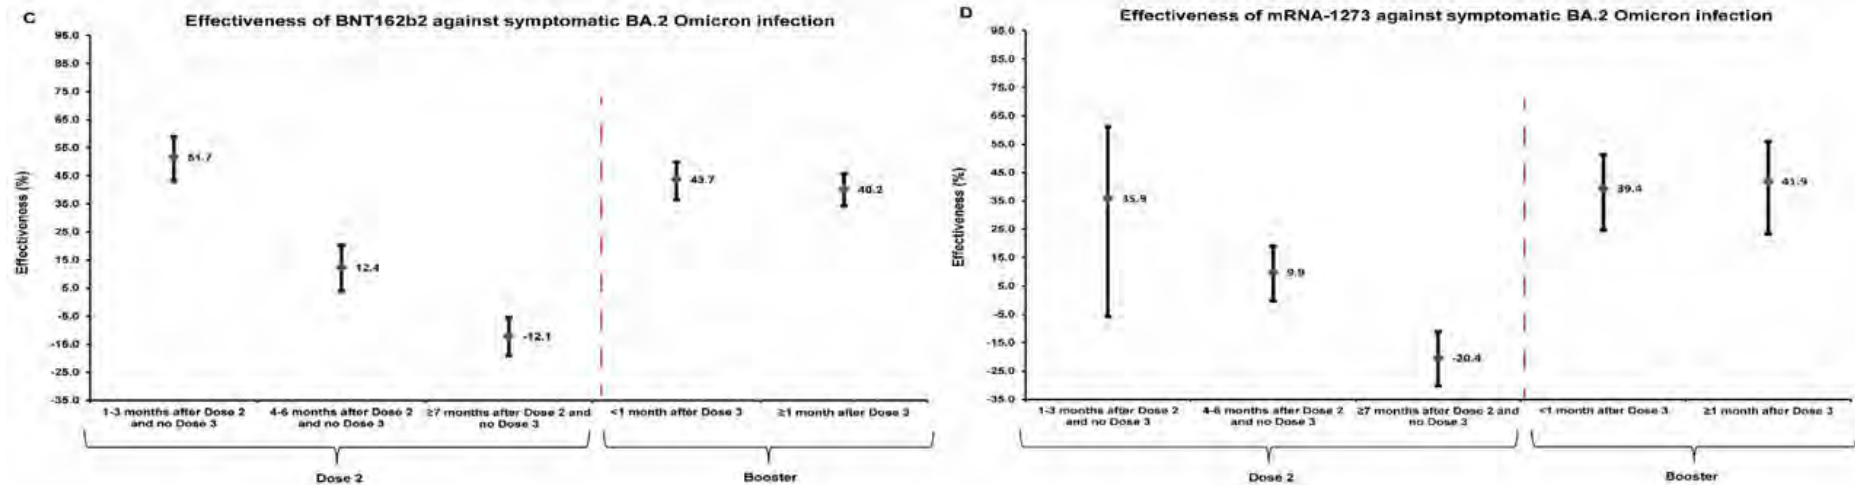 C
Effectiveness of BNT162b2 against symptomatic BA.2 Omicron infection
Effectiveness (%)
95.0
85.0
75.0
65.0
55.0
45.0
35.0
25.0
15.0
5.0
-5.0
-15.0
-25.0
-35.0
51.7
12.4
-12.1
43.7
40.2
1-3 months after Dose 2
and no Dose 3
4-6 months after Dose 2
and no Dose 3
≥7 months after Dose 2 and
no Dose 3
<1 month after Dose 3
≥1 month after Dose 3
Dose 2
Booster
D
Effectiveness of mRNA-1273 against symptomatic BA.2 Omicron infection
Effectiveness (%)
95.0
85.0
75.0
65.0
55.0
45.0
35.0
25.0
15.0
5.0
-5.0
-15.0
-25.0
-35.0
35.9
9.9
-20.4
39.4
41.9
1-3 months after Dose 2
and no Dose 3
4-6 months after Dose 2
and no Dose 3
≥7 months after Dose 2 and
no Dose 3
<1 month after Dose 3
≥1 month after Dose 3
Dose 2
Booster